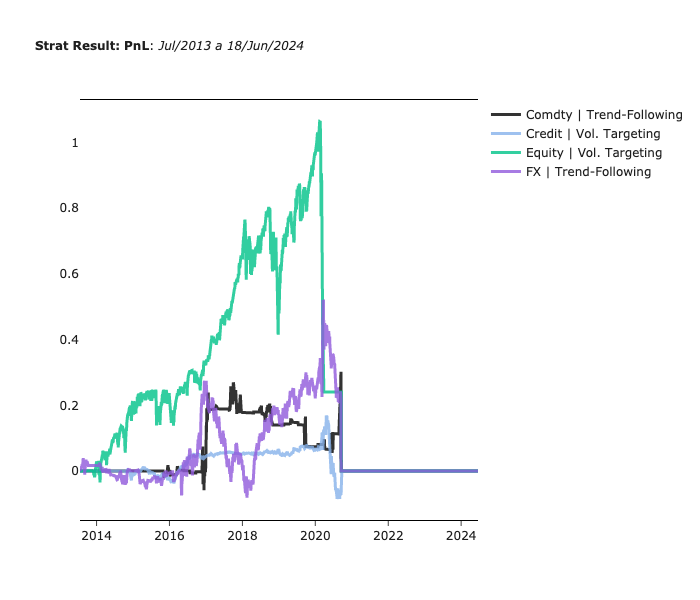 Strat Result: PnL: Jul/2013 a 18/Jun/2024
Comdty | Trend-Following
Credit | Vol. Targeting
Equity | Vol. Targeting
FX | Trend-Following
1
0.8
0.6
0.4
0.2
0
2014 2016 2018 2020 2022 2024